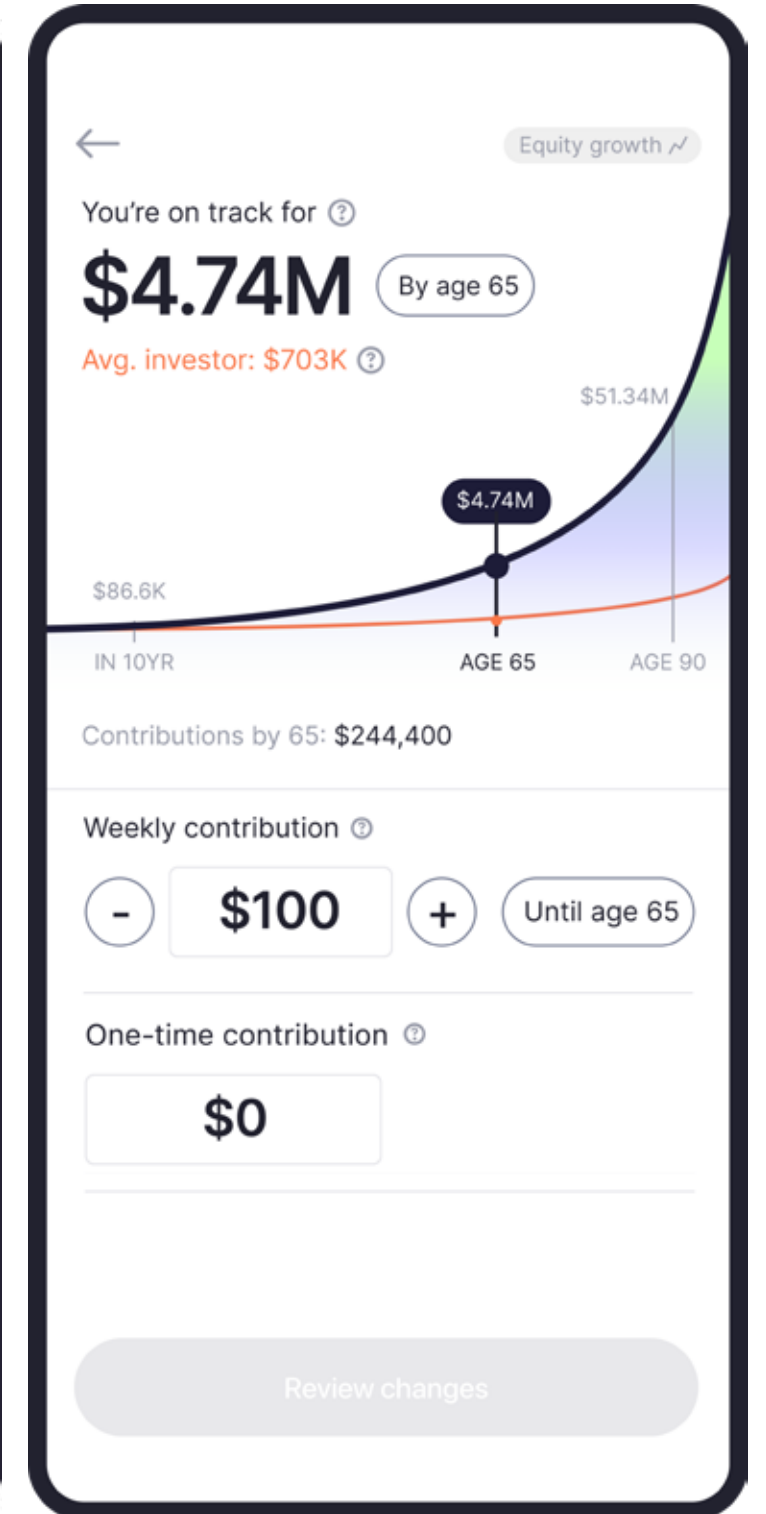 Equity growth
You're on track for ?
$4.74M By age 65
Avg. investor: $703K ?
$51.34M
$4.74M
$86.6K
IN 10YR AGE 65 AGE 90
Contributions by 65: $244,400
Weekly contribution ?
- $100 + Until age 65
One-time contribution ?
$0
Review changes